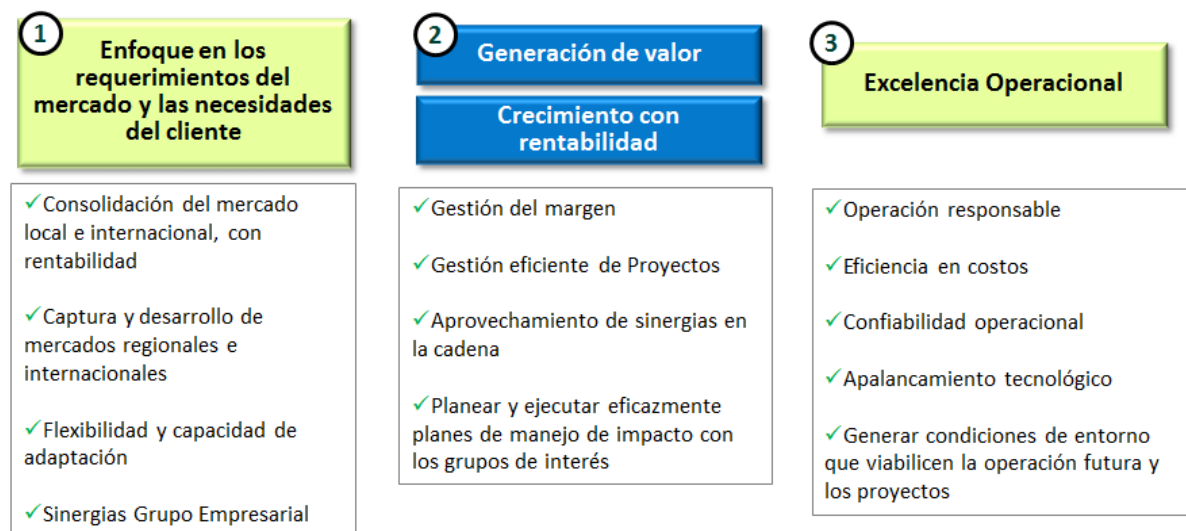 1
Enfoque en los
requerimientos del
mercado y las necesidades
del cliente
✓Consolidación del mercado
local e internacional, con
rentabilidad
✓Captura y desarrollo de
mercados regionales e
internacionales
✓Flexibilidad y capacidad de
adaptación
✓Sinergias Grupo Empresarial
2
Generación de valor
Crecimiento con
rentabilidad
✓Gestión del margen
✓Gestión eficiente de Proyectos
✓Aprovechamiento de sinergias en
la cadena
✓Planear y ejecutar eficazmente
planes de manejo de impacto con
los grupos de interés
3
Excelencia Operacional
✓Operación responsable
✓Eficiencia en costos
✓Confiabilidad operacional
✓Apalancamiento tecnológico
✓Generar condiciones de entorno
que viabilicen la operación futura y
los proyectos